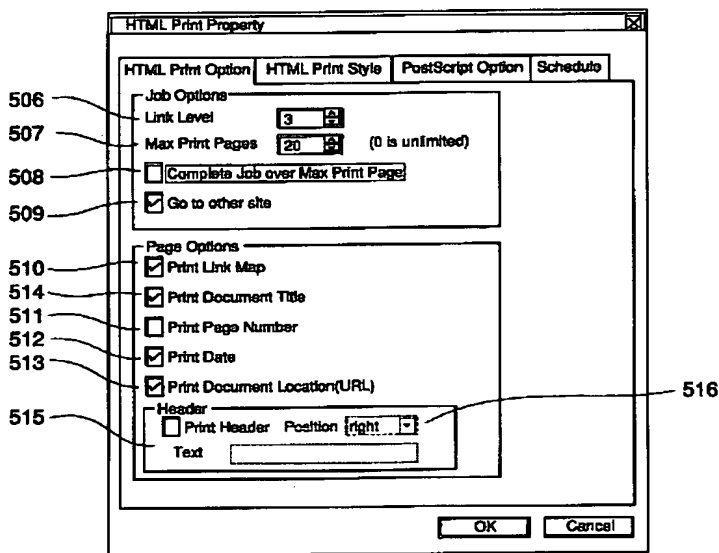 HTML Print Property
HTML Print Option HTML Print Style PostScript Option Schedule
Job Options
506 Link Level 3
507 Max Print Pages 20 (0 is unlimited)
508 Complete Job over Max Print Page
509 Go to other site
Page Options
510 Print Link Map
514 Print Document Title
511 Print Page Number
512 Print Date
513 Print Document Location(URL)
Header
515 Print Header Position right 516
Text
OK Cancel